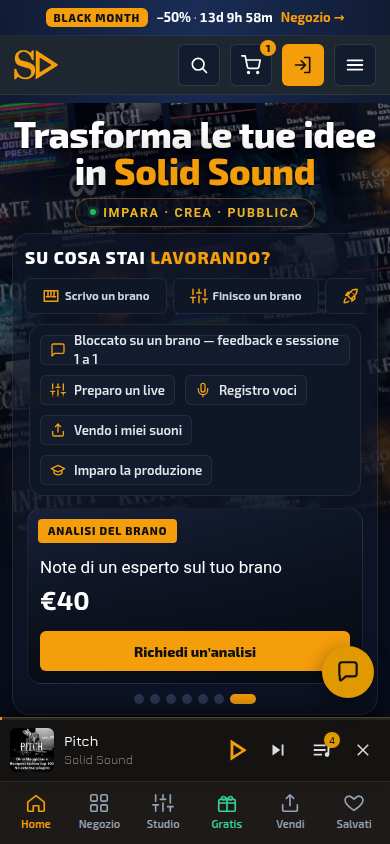 BLACK MONTH –50% · 13d 9h 58m Negozio →
SD
1
Trasforma le tue idee
in Solid Sound
IMPARA · CREA · PUBBLICA
SU COSA STAI LAVORANDO?
Scrivo un brano Finisco un brano
Bloccato su un brano — feedback e sessione
1 a 1
Preparo un live Registro voci
Vendo i miei suoni
Imparo la produzione
ANALISI DEL BRANO
Note di un esperto sul tuo brano
€40
Richiedi un'analisi
PITCH
Pitch
Solid Sound
4
Home Negozio Studio Gratis Vendi Salvati